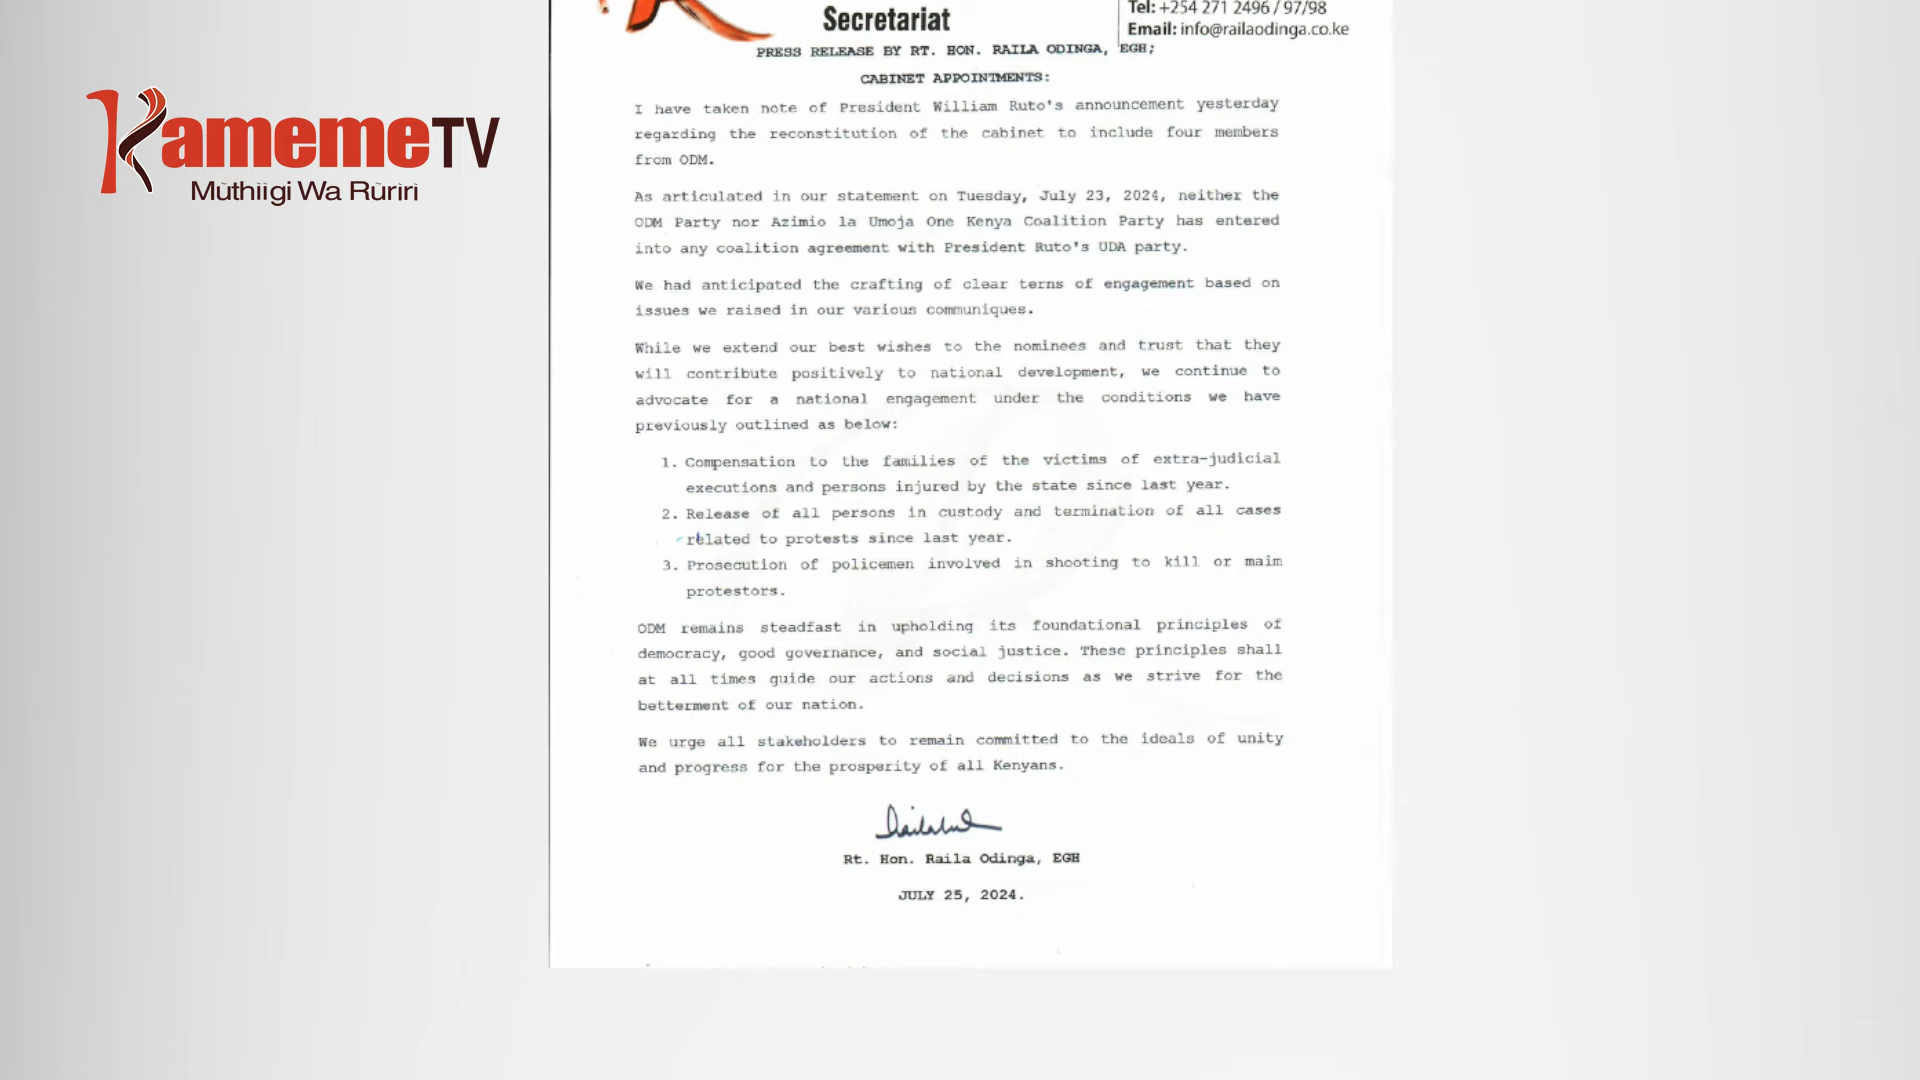 Secretariat
Tel: +254 271 2496 / 97/98
Email: info@railaodinga.co.ke
PRESS RELEASE BY RT. HON. RAILA ODINGA, EGH;
CABINET APPOINTMENTS:
KamemeTV
Mũthiigi Wa Rũrĩrĩ
I have taken note of President William Ruto's announcement yesterday
regarding the reconstitution of the cabinet to include four members
from ODM.
As articulated in our statement on Tuesday, July 23, 2024, neither the
ODM Party nor Azimio la Umoja One Kenya Coalition Party has entered
into any coalition agreement with President Ruto's UDA party.
We had anticipated the crafting of clear terns of engagement based on
issues we raised in our various communiques.
While we extend our best wishes to the nominees and trust that they
will contribute positively to national development, we continue to
advocate for a national engagement under the conditions we have
previously outlined as below:
1. Compensation to the families of the victims of extra-judicial
executions and persons injured by the state since last year.
2. Release of all persons in custody and termination of all cases
related to protests since last year.
3. Prosecution of policemen involved in shooting to kill or maim
protestors.
ODM remains steadfast in upholding its foundational principles of
democracy, good governance, and social justice. These principles shall
at all times guide our actions and decisions as we strive for the
betterment of our nation.
We urge all stakeholders to remain committed to the ideals of unity
and progress for the prosperity of all Kenyans.
Rt. Hon. Raila Odinga, EGH
JULY 25, 2024.